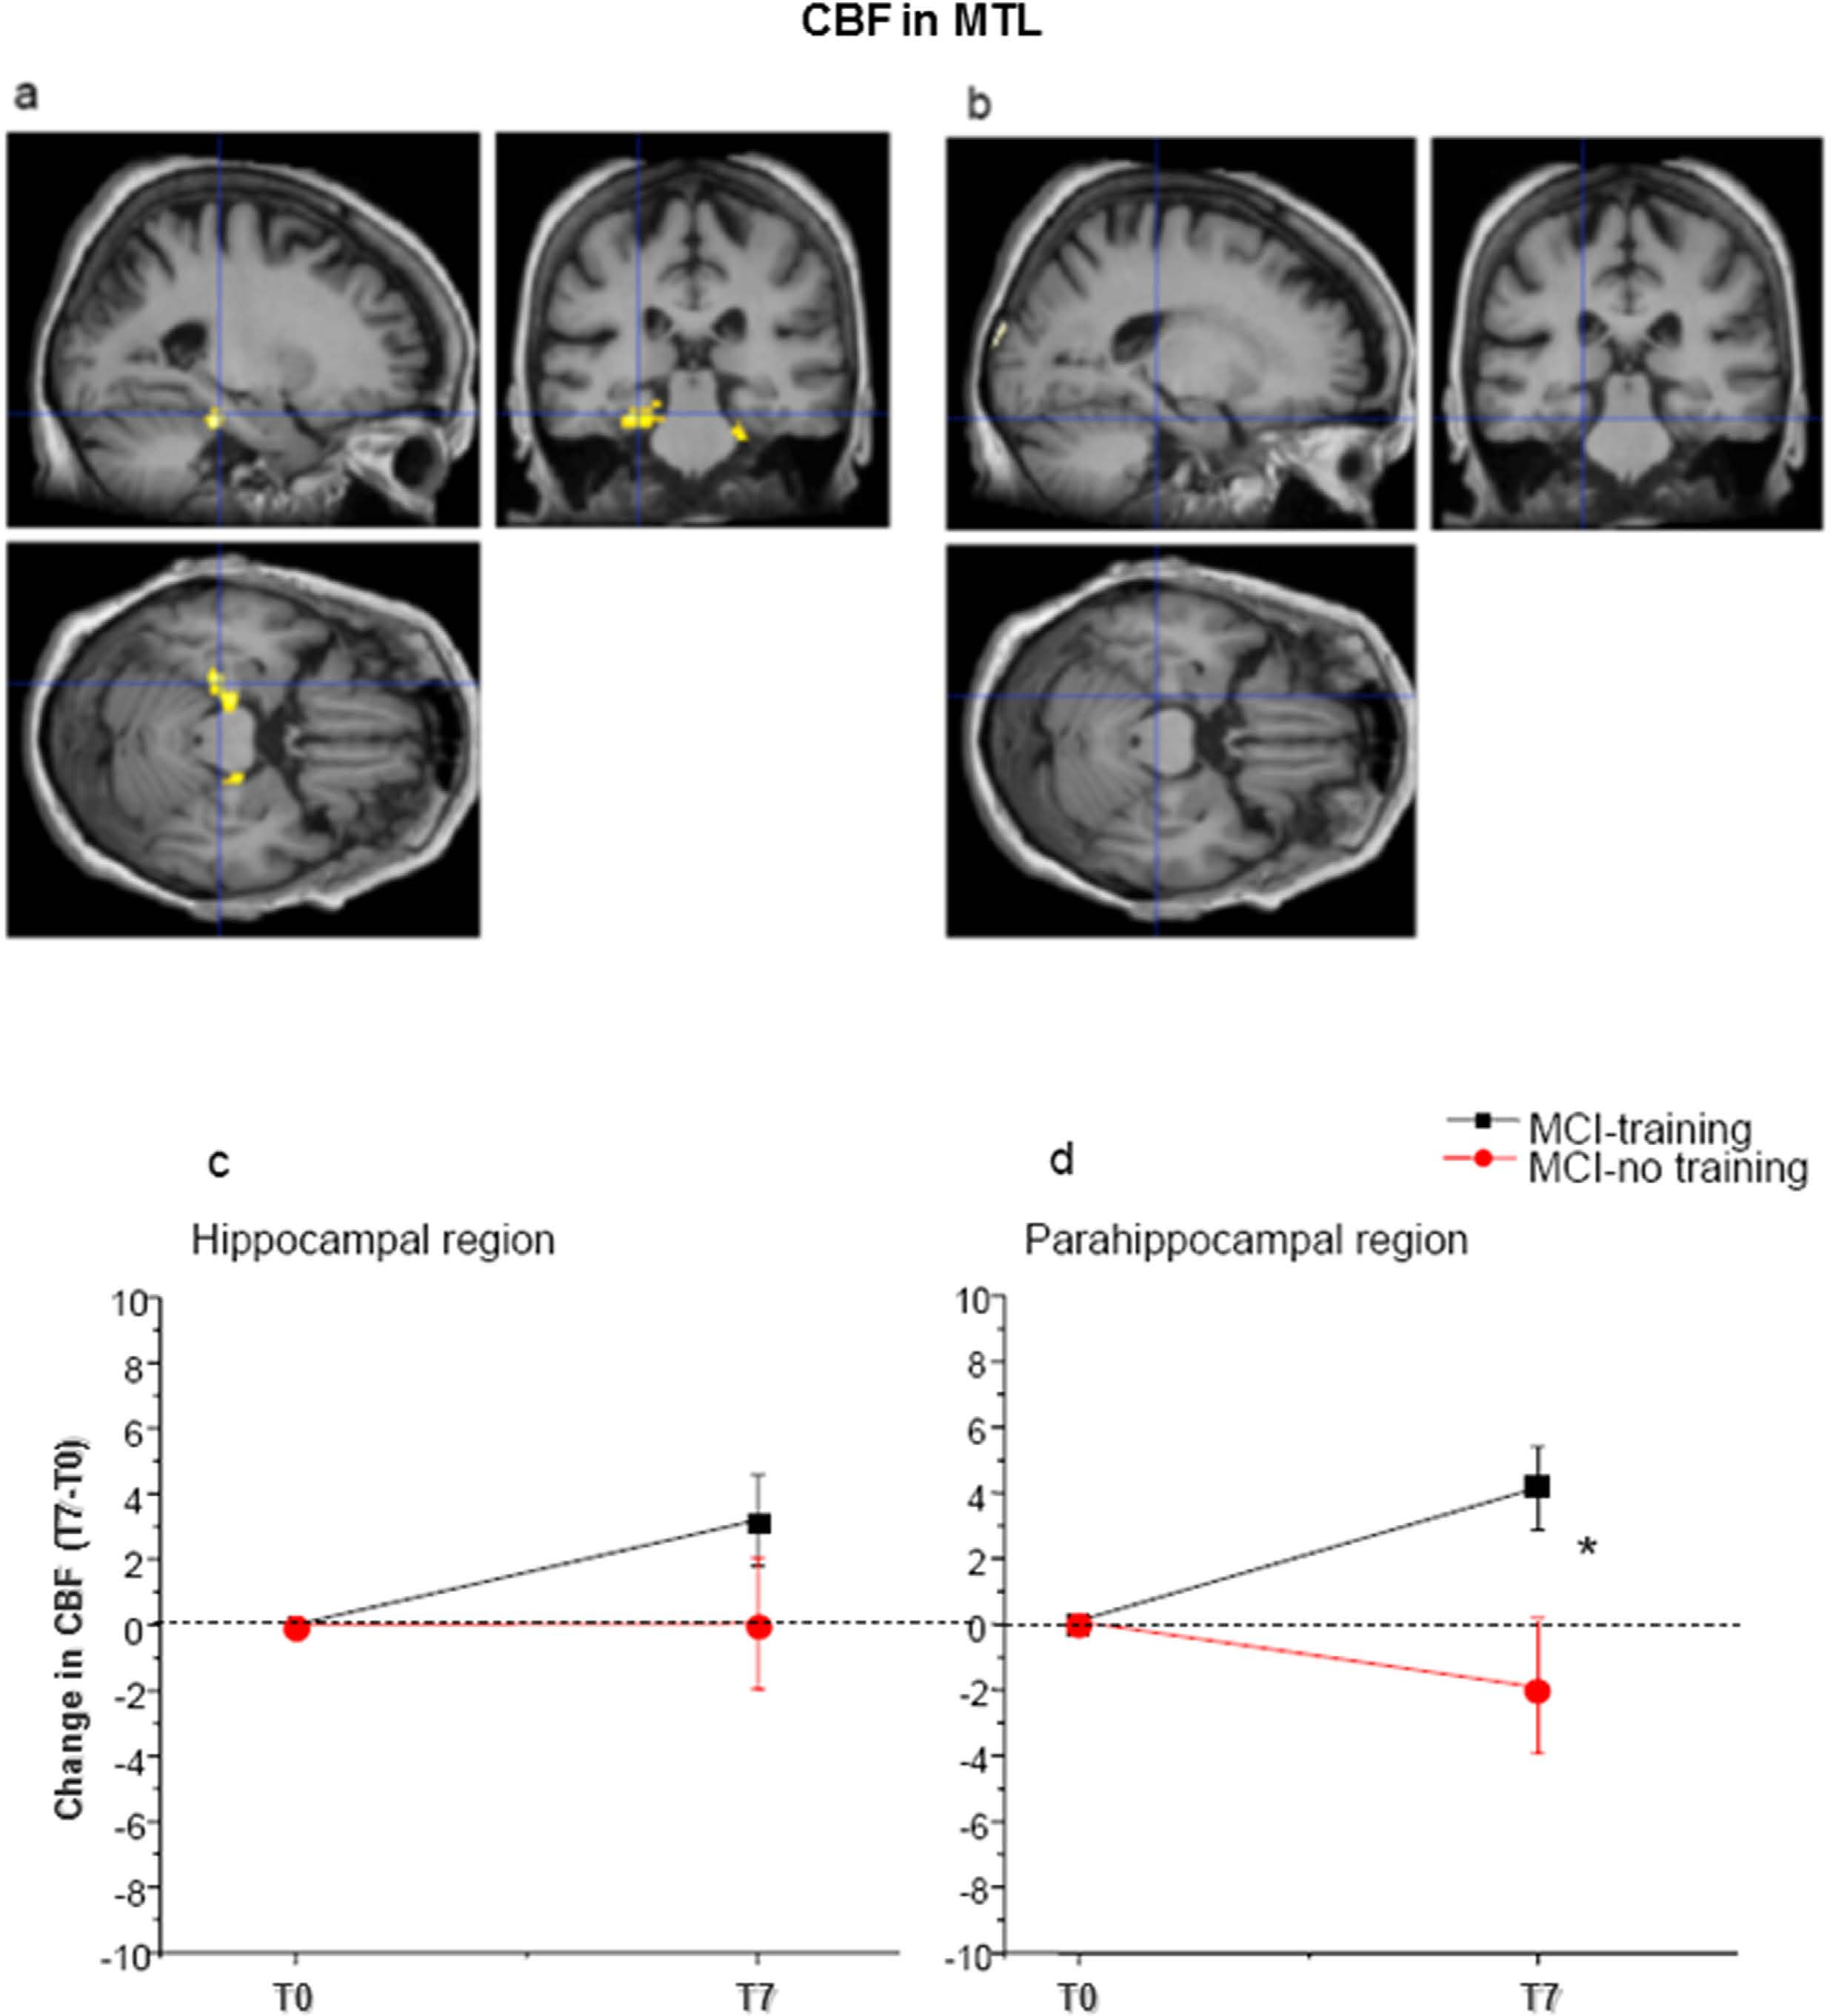 CBF in MTL
a
b
MCI-training
MCI-no training
c
d
Hippocampal region
Parahippocampal region
Change in CBF (T7-T0)
10
8
6
4
2
0
-2
-4
-6
-8
-10
T0
T7
10
8
6
4
2
0
-2
-4
-6
-8
-10
*
T0
T7